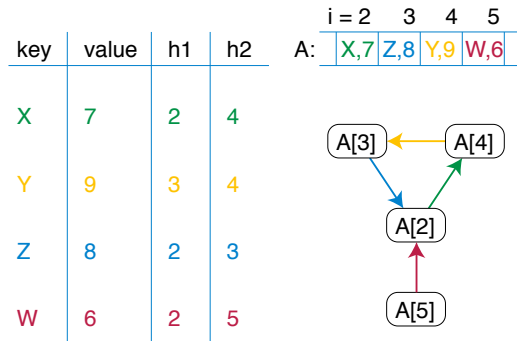 i = 2 3 4 5
A: X,7 Z,8 Y,9 W,6
key value h1 h2
X 7 2 4
Y 9 3 4
Z 8 2 3
W 6 2 5
A[3] A[4]
A[2]
A[5]